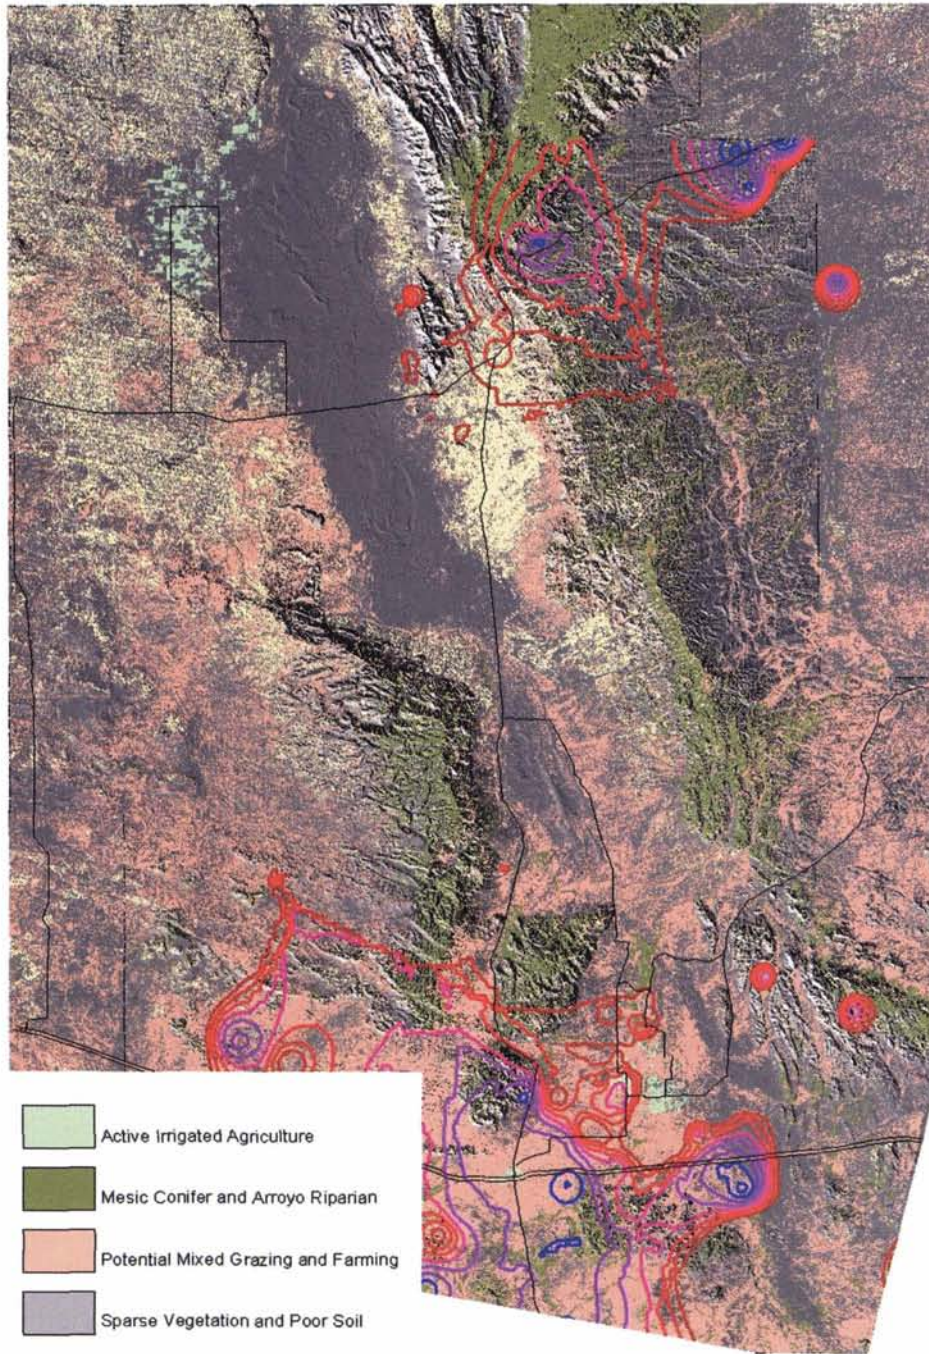 Active Irrigated Agriculture
Mesic Conifer and Arroyo Riparian
Potential Mixed Grazing and Farming
Sparse Vegetation and Poor Soil